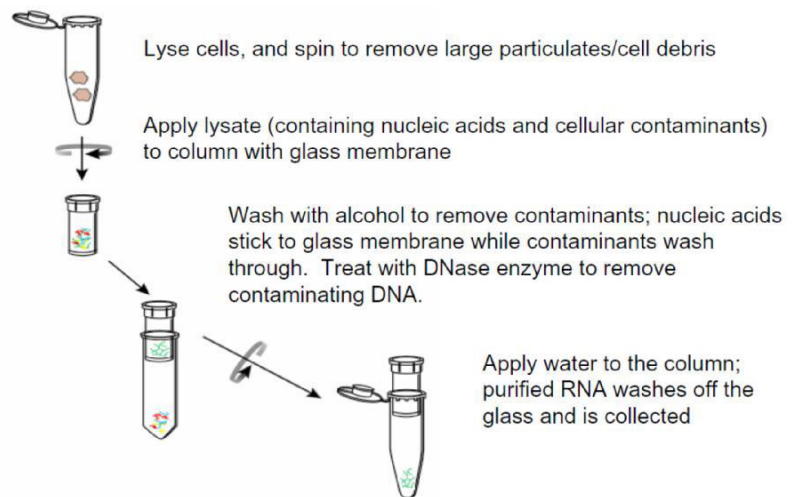 Lyse cells, and spin to remove large particulates/cell debris
Apply lysate (containing nucleic acids and cellular contaminants)
to column with glass membrane
Wash with alcohol to remove contaminants; nucleic acids
stick to glass membrane while contaminants wash
through.  Treat with DNase enzyme to remove
contaminating DNA.
Apply water to the column;
purified RNA washes off the
glass and is collected